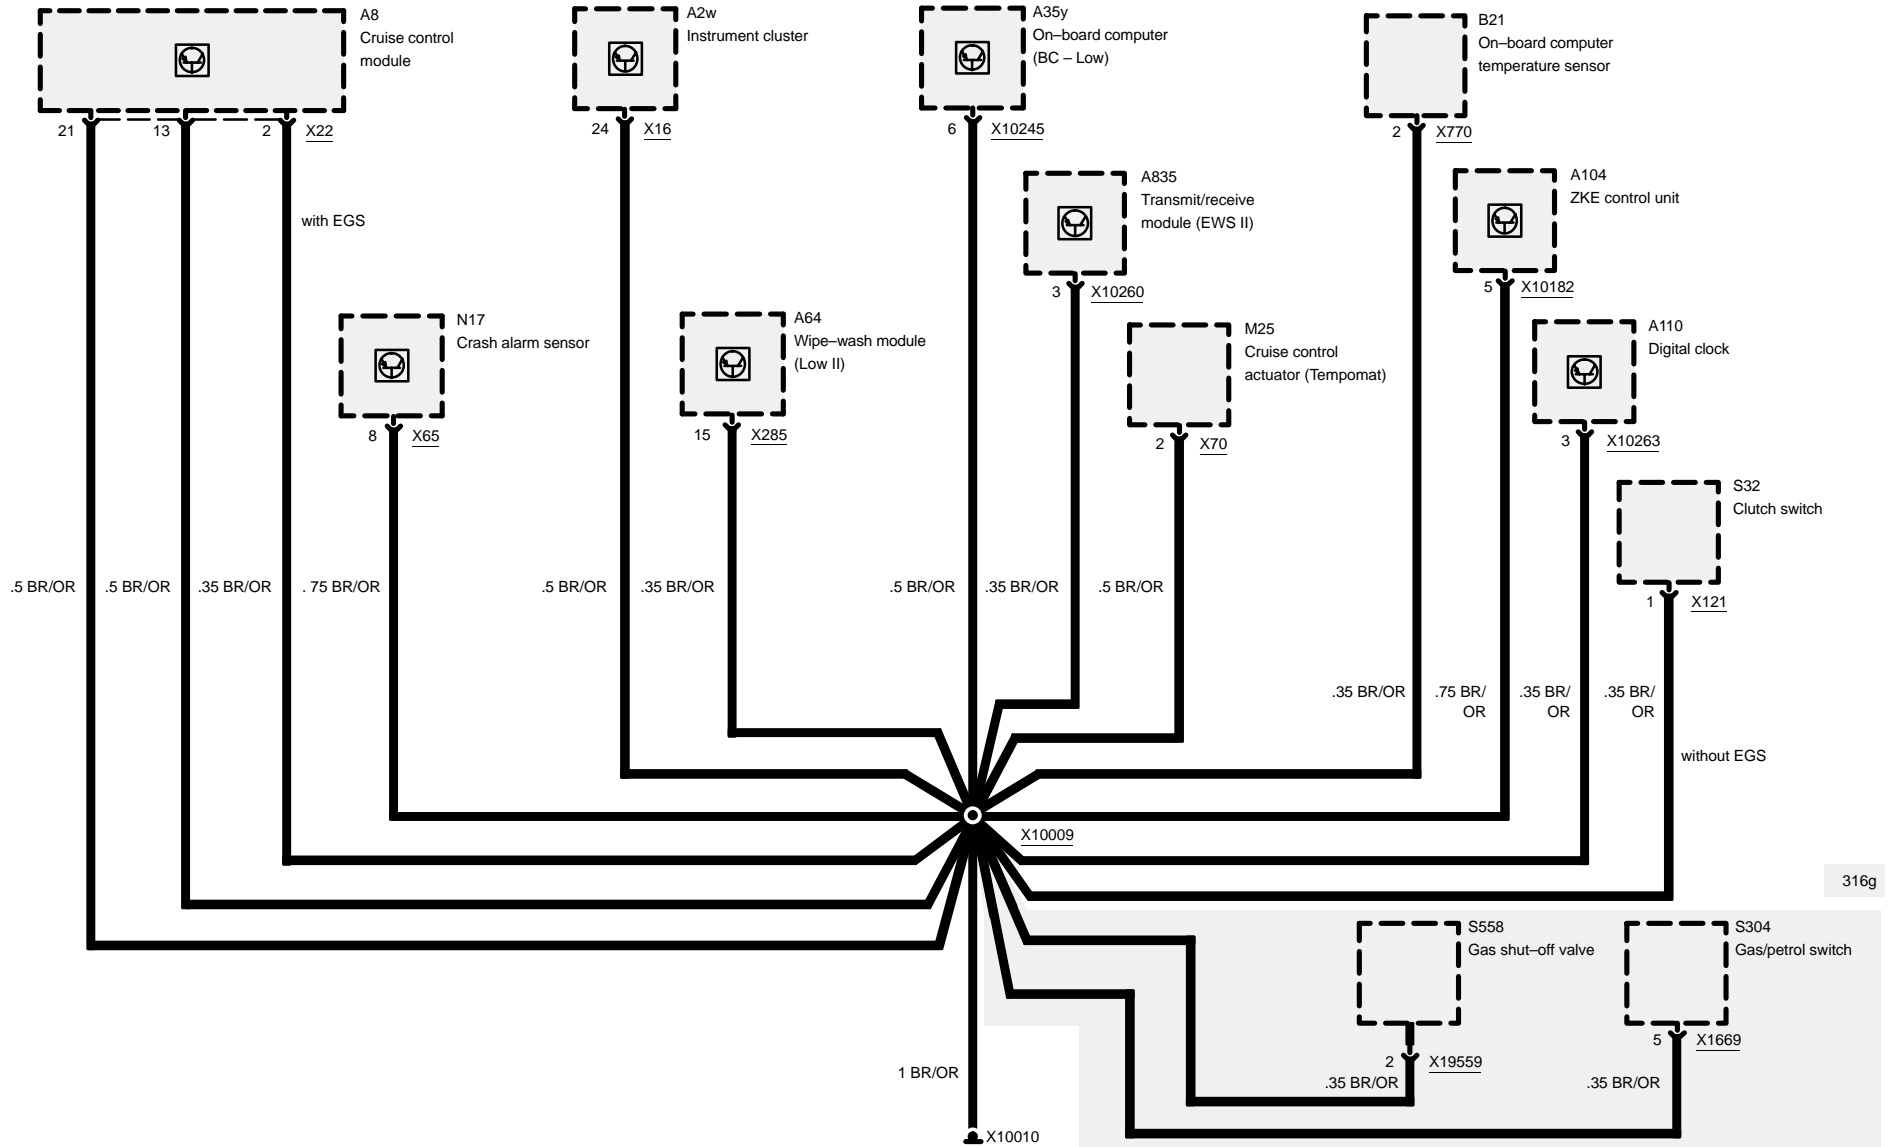 A8
Cruise control
module
A2w
Instrument cluster
A35y
On–board computer
(BC – Low)
B21
On–board computer
temperature sensor
21
13
2
X22
24
X16
6
X10245
2
X770
with EGS
A835
Transmit/receive
module (EWS II)
3
X10260
A104
ZKE control unit
5
X10182
N17
Crash alarm sensor
8
X65
A64
Wipe–wash module
(Low II)
15
X285
M25
Cruise control
actuator (Tempomat)
2
X70
A110
Digital clock
3
X10263
S32
Clutch switch
1
X121
.5 BR/OR
.5 BR/OR
.35 BR/OR
. 75 BR/OR
.5 BR/OR
.35 BR/OR
.5 BR/OR
.35 BR/OR
.5 BR/OR
.35 BR/OR
.75 BR/
OR
.35 BR/
OR
.35 BR/
OR
without EGS
X10009
316g
S558
Gas shut–off valve
2
X19559
.35 BR/OR
S304
Gas/petrol switch
5
X1669
.35 BR/OR
1 BR/OR
X10010